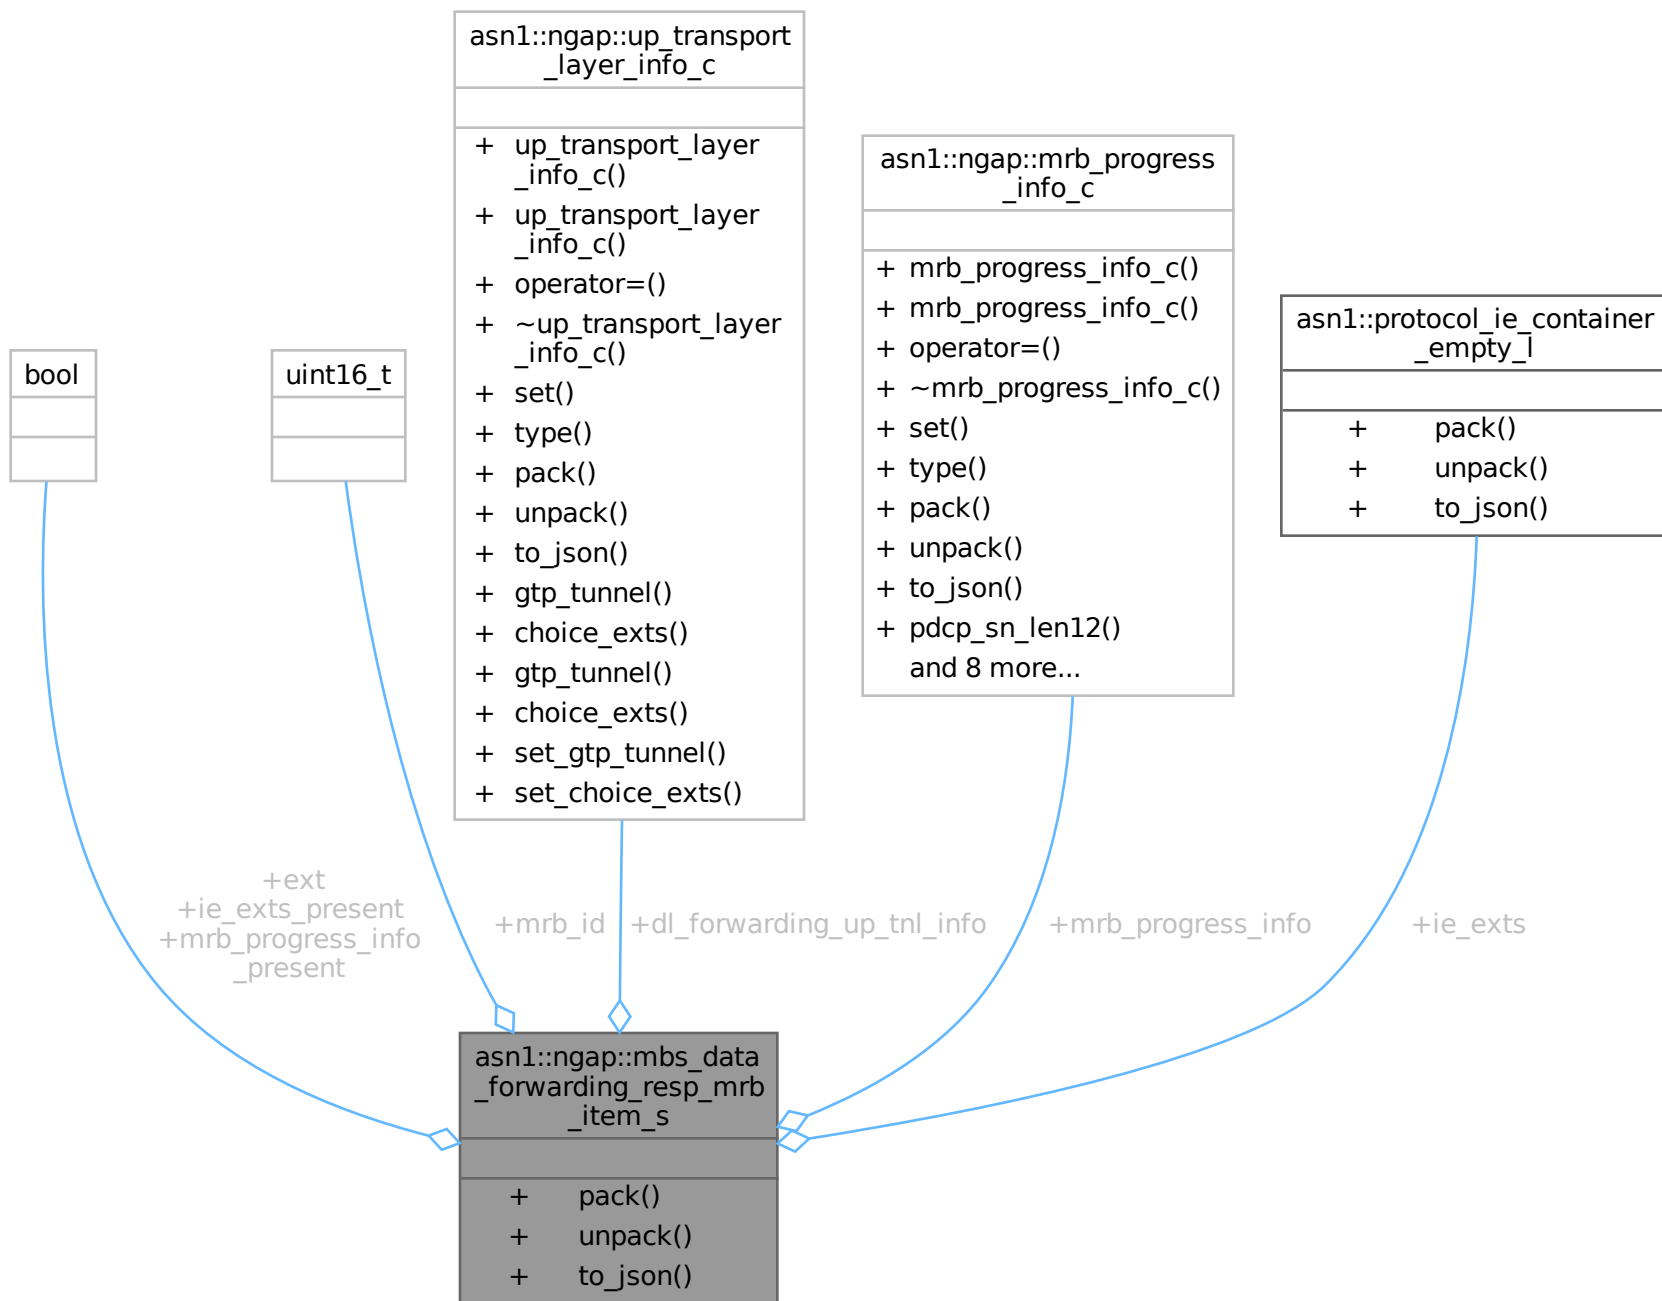 asn1::ngap::up_transport
_layer_info_c
+ up_transport_layer
_info_c()
+ up_transport_layer
_info_c()
+ operator=()
+ ~up_transport_layer
_info_c()
+ set()
+ type()
+ pack()
+ unpack()
+ to_json()
+ gtp_tunnel()
+ choice_exts()
+ gtp_tunnel()
+ choice_exts()
+ set_gtp_tunnel()
+ set_choice_exts()
asn1::ngap::mrb_progress
_info_c
+ mrb_progress_info_c()
+ mrb_progress_info_c()
+ operator=()
+ ~mrb_progress_info_c()
+ set()
+ type()
+ pack()
+ unpack()
+ to_json()
+ pdcp_sn_len12()
and 8 more...
asn1::protocol_ie_container
_empty_l
+ pack()
+ unpack()
+ to_json()
bool
uint16_t
+ext
+ie_exts_present
+mrb_progress_info
_present
+mrb_id
+dl_forwarding_up_tnl_info
+mrb_progress_info
+ie_exts
asn1::ngap::mbs_data
_forwarding_resp_mrb
_item_s
+ pack()
+ unpack()
+ to_json()